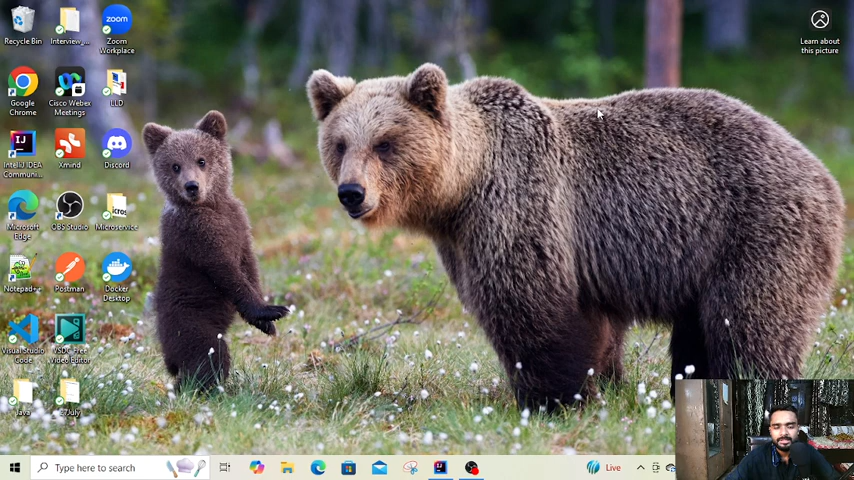 Recycle Bin
Interview_...
zoom
Zoom
Workplace
Learn about
this picture
Google
Chrome
Cisco Webex
Meetings
LLD
IJ
IntelliJ IDEA
Communi...
Xmind
Discord
Microsoft
Edge
OBS Studio
Microservice
Notepad++
Postman
Docker
Desktop
Visual Studio
Code
VSDC Free
Video Editor
Java
27July
Type here to search
Live